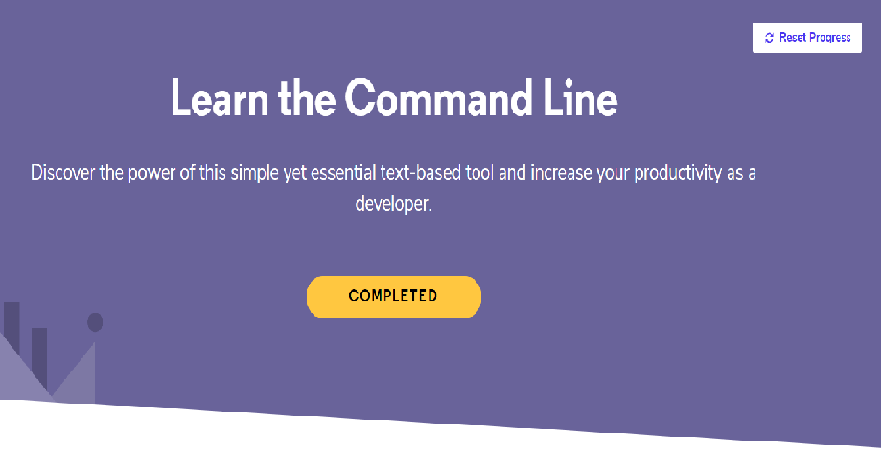 Reset Progress
Learn the Command Line
Discover the power of this simple yet essential text-based tool and increase your productivity as a
developer.
COMPLETED